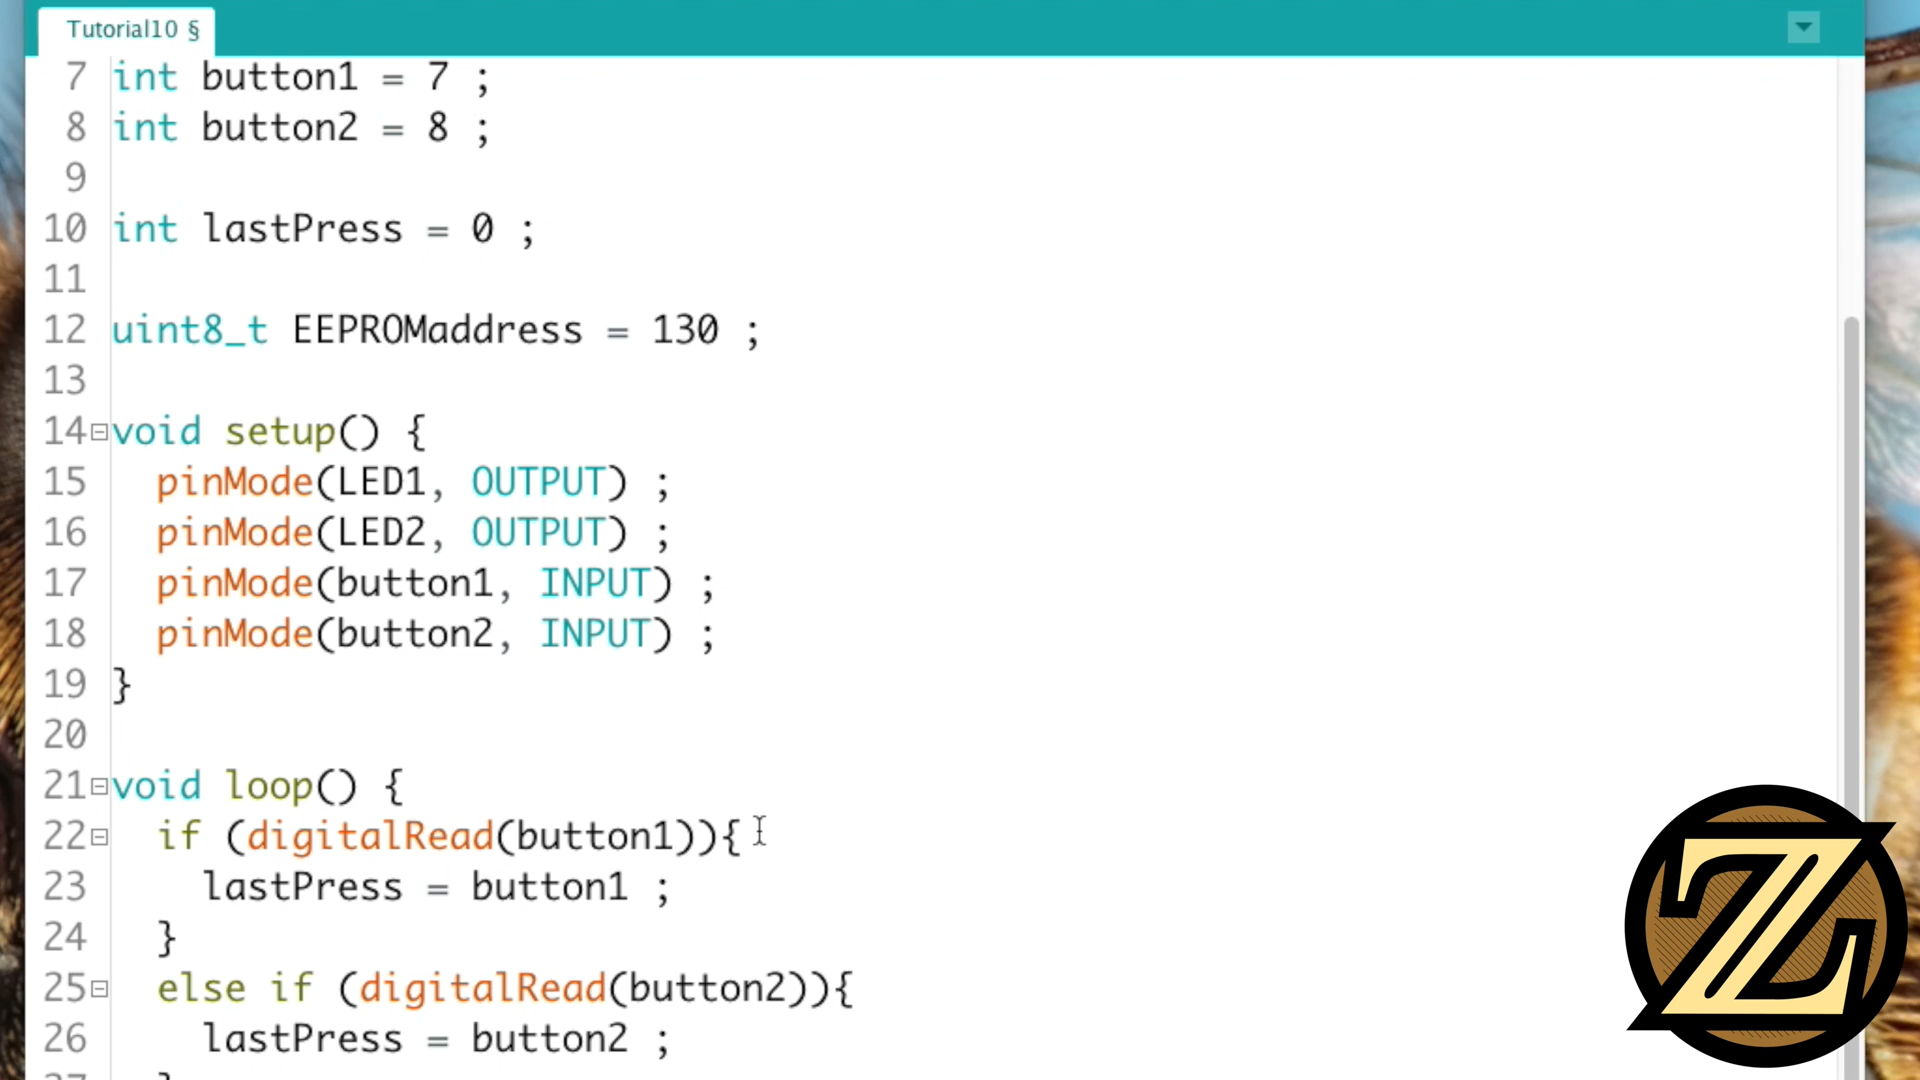 Tutorial10 §
7 int button1 = 7 ;
8 int button2 = 8 ;
9
10 int lastPress = 0 ;
11
12 uint8_t EEPROMaddress = 130 ;
13
14 void setup() {
15 pinMode(LED1, OUTPUT) ;
16 pinMode(LED2, OUTPUT) ;
17 pinMode(button1, INPUT) ;
18 pinMode(button2, INPUT) ;
19 }
20
21 void loop() {
22 if (digitalRead(button1)){
23 lastPress = button1 ;
24 }
25 else if (digitalRead(button2)){
26 lastPress = button2 ;
27 }
Z